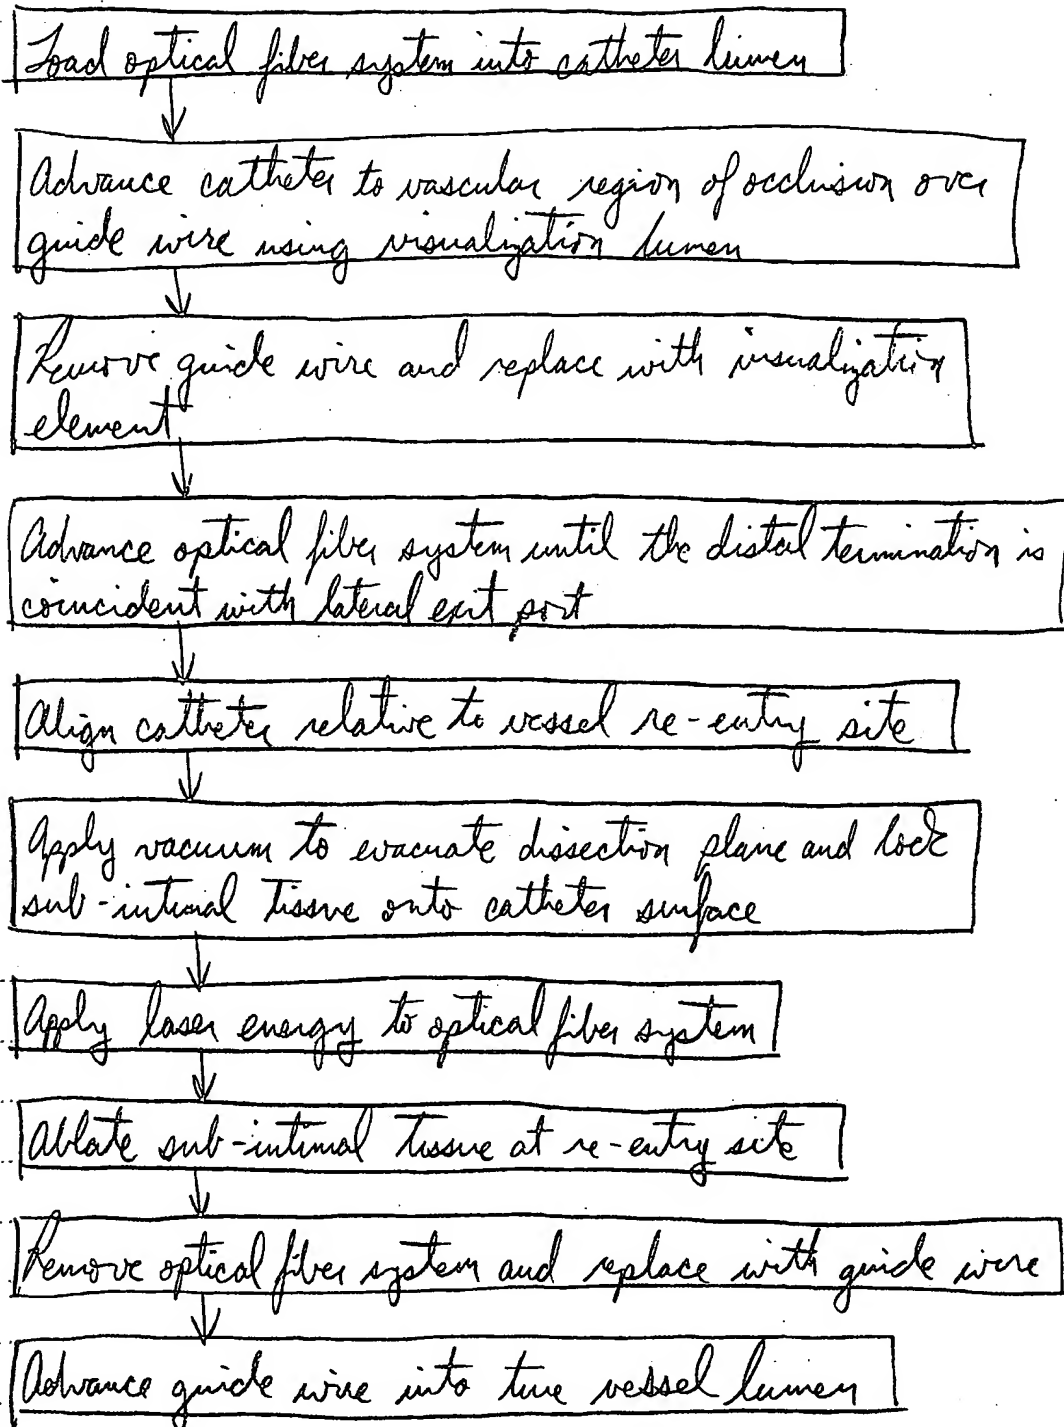 Load optical fiber system into catheter lumen
Advance catheter to vascular region of occlusion over
guide wire using visualization lumen
Remove guide wire and replace with visualization
element
Advance optical fiber system until the distal termination is
coincident with lateral exit port
Align catheter relative to vessel re-entry site
Apply vacuum to evacuate dissection plane and lock
sub-intimal tissue onto catheter surface
Apply laser energy to optical fiber system
Ablate sub-intimal tissue at re-entry site
Remove optical fiber system and replace with guide wire
Advance guide wire into true vessel lumen